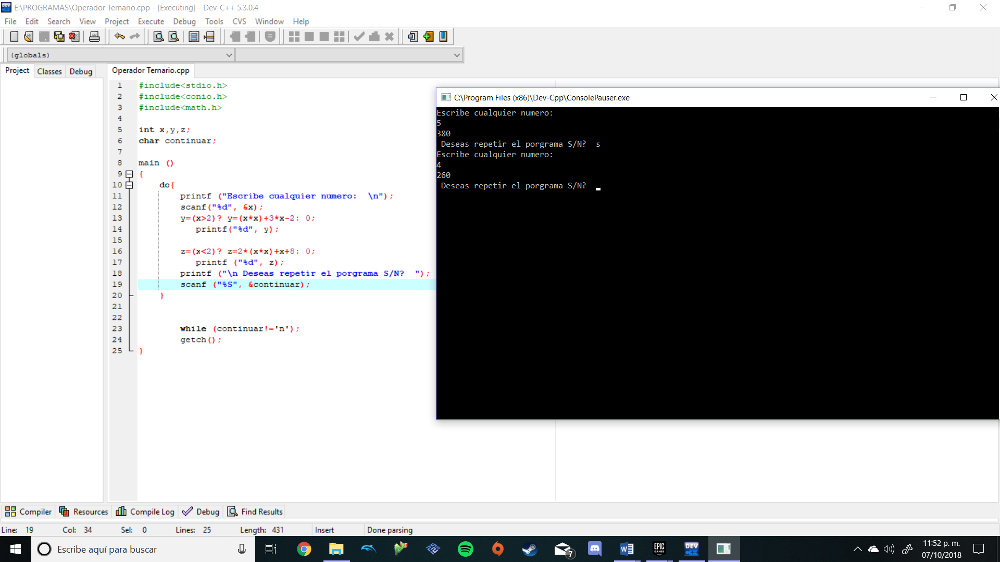 E:\PROGRAMAS\Operador Ternario.cpp - [Executing] - Dev-C++ 5.3.0.4
File Edit Search View Project Execute Debug Tools CVS Window Help
(globals)
Project Classes Debug
Operador Ternario.cpp
1 #include<stdio.h>
2 #include<conio.h>
3 #include<math.h>
4
5 int x,y,z;
6 char continuar;
7
8 main ()
9 {
10 do{
11 printf ("Escribe cualquier numero:  \n");
12 scanf("%d", &x);
13 y=(x>2)? y=(x*x)+3*x-2: 0;
14 printf("%d", y);
15
16 z=(x<2)? z=2*(x*x)+x+8: 0;
17 printf ("%d", z);
18 printf ("\n Deseas repetir el porgrama S/N?  ");
19 scanf ("%S", &continuar);
20 }
21
22
23 while (continuar!='n');
24 getch();
25 }
C:\Program Files (x86)\Dev-Cpp\ConsolePauser.exe
Escribe cualquier numero:
5
380
Deseas repetir el porgrama S/N?  s
Escribe cualquier numero:
4
260
Deseas repetir el porgrama S/N?
Compiler Resources Compile Log Debug Find Results
Line: 19 Col: 34 Sel: 0 Lines: 25 Length: 431 Insert Done parsing
Escribe aquí para buscar
7
EPIC GAMES
DEV C++
11:52 p. m.
07/10/2018